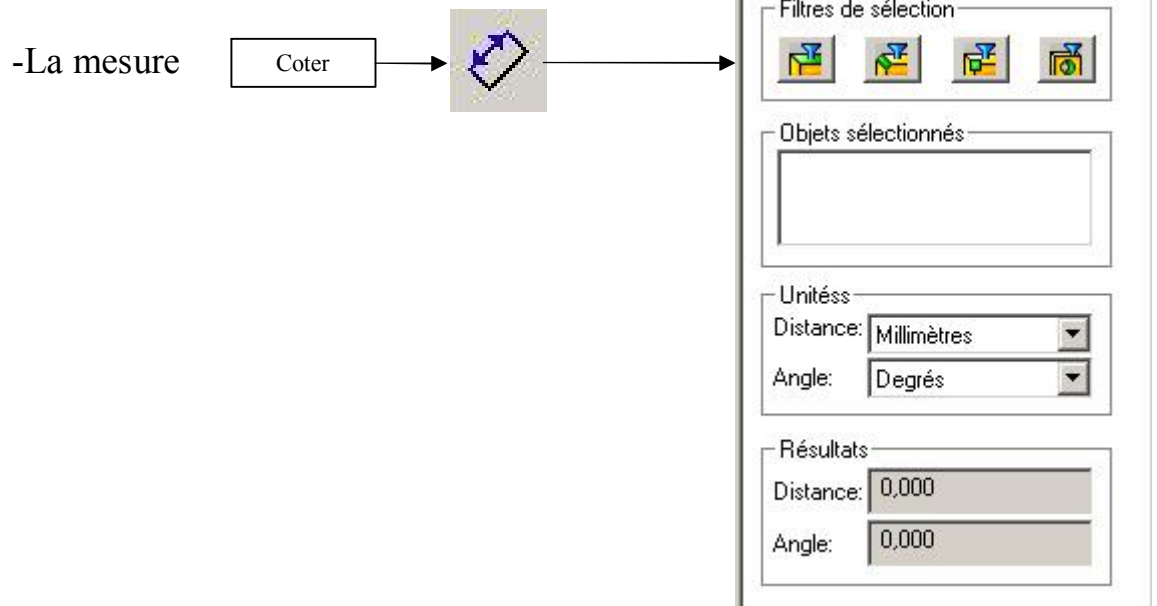 -La mesure
Coter
Filtres de sélection
Objets sélectionnés
Unitéss
Distance: Millimètres
Angle: Degrés
Résultats
Distance: 0,000
Angle: 0,000